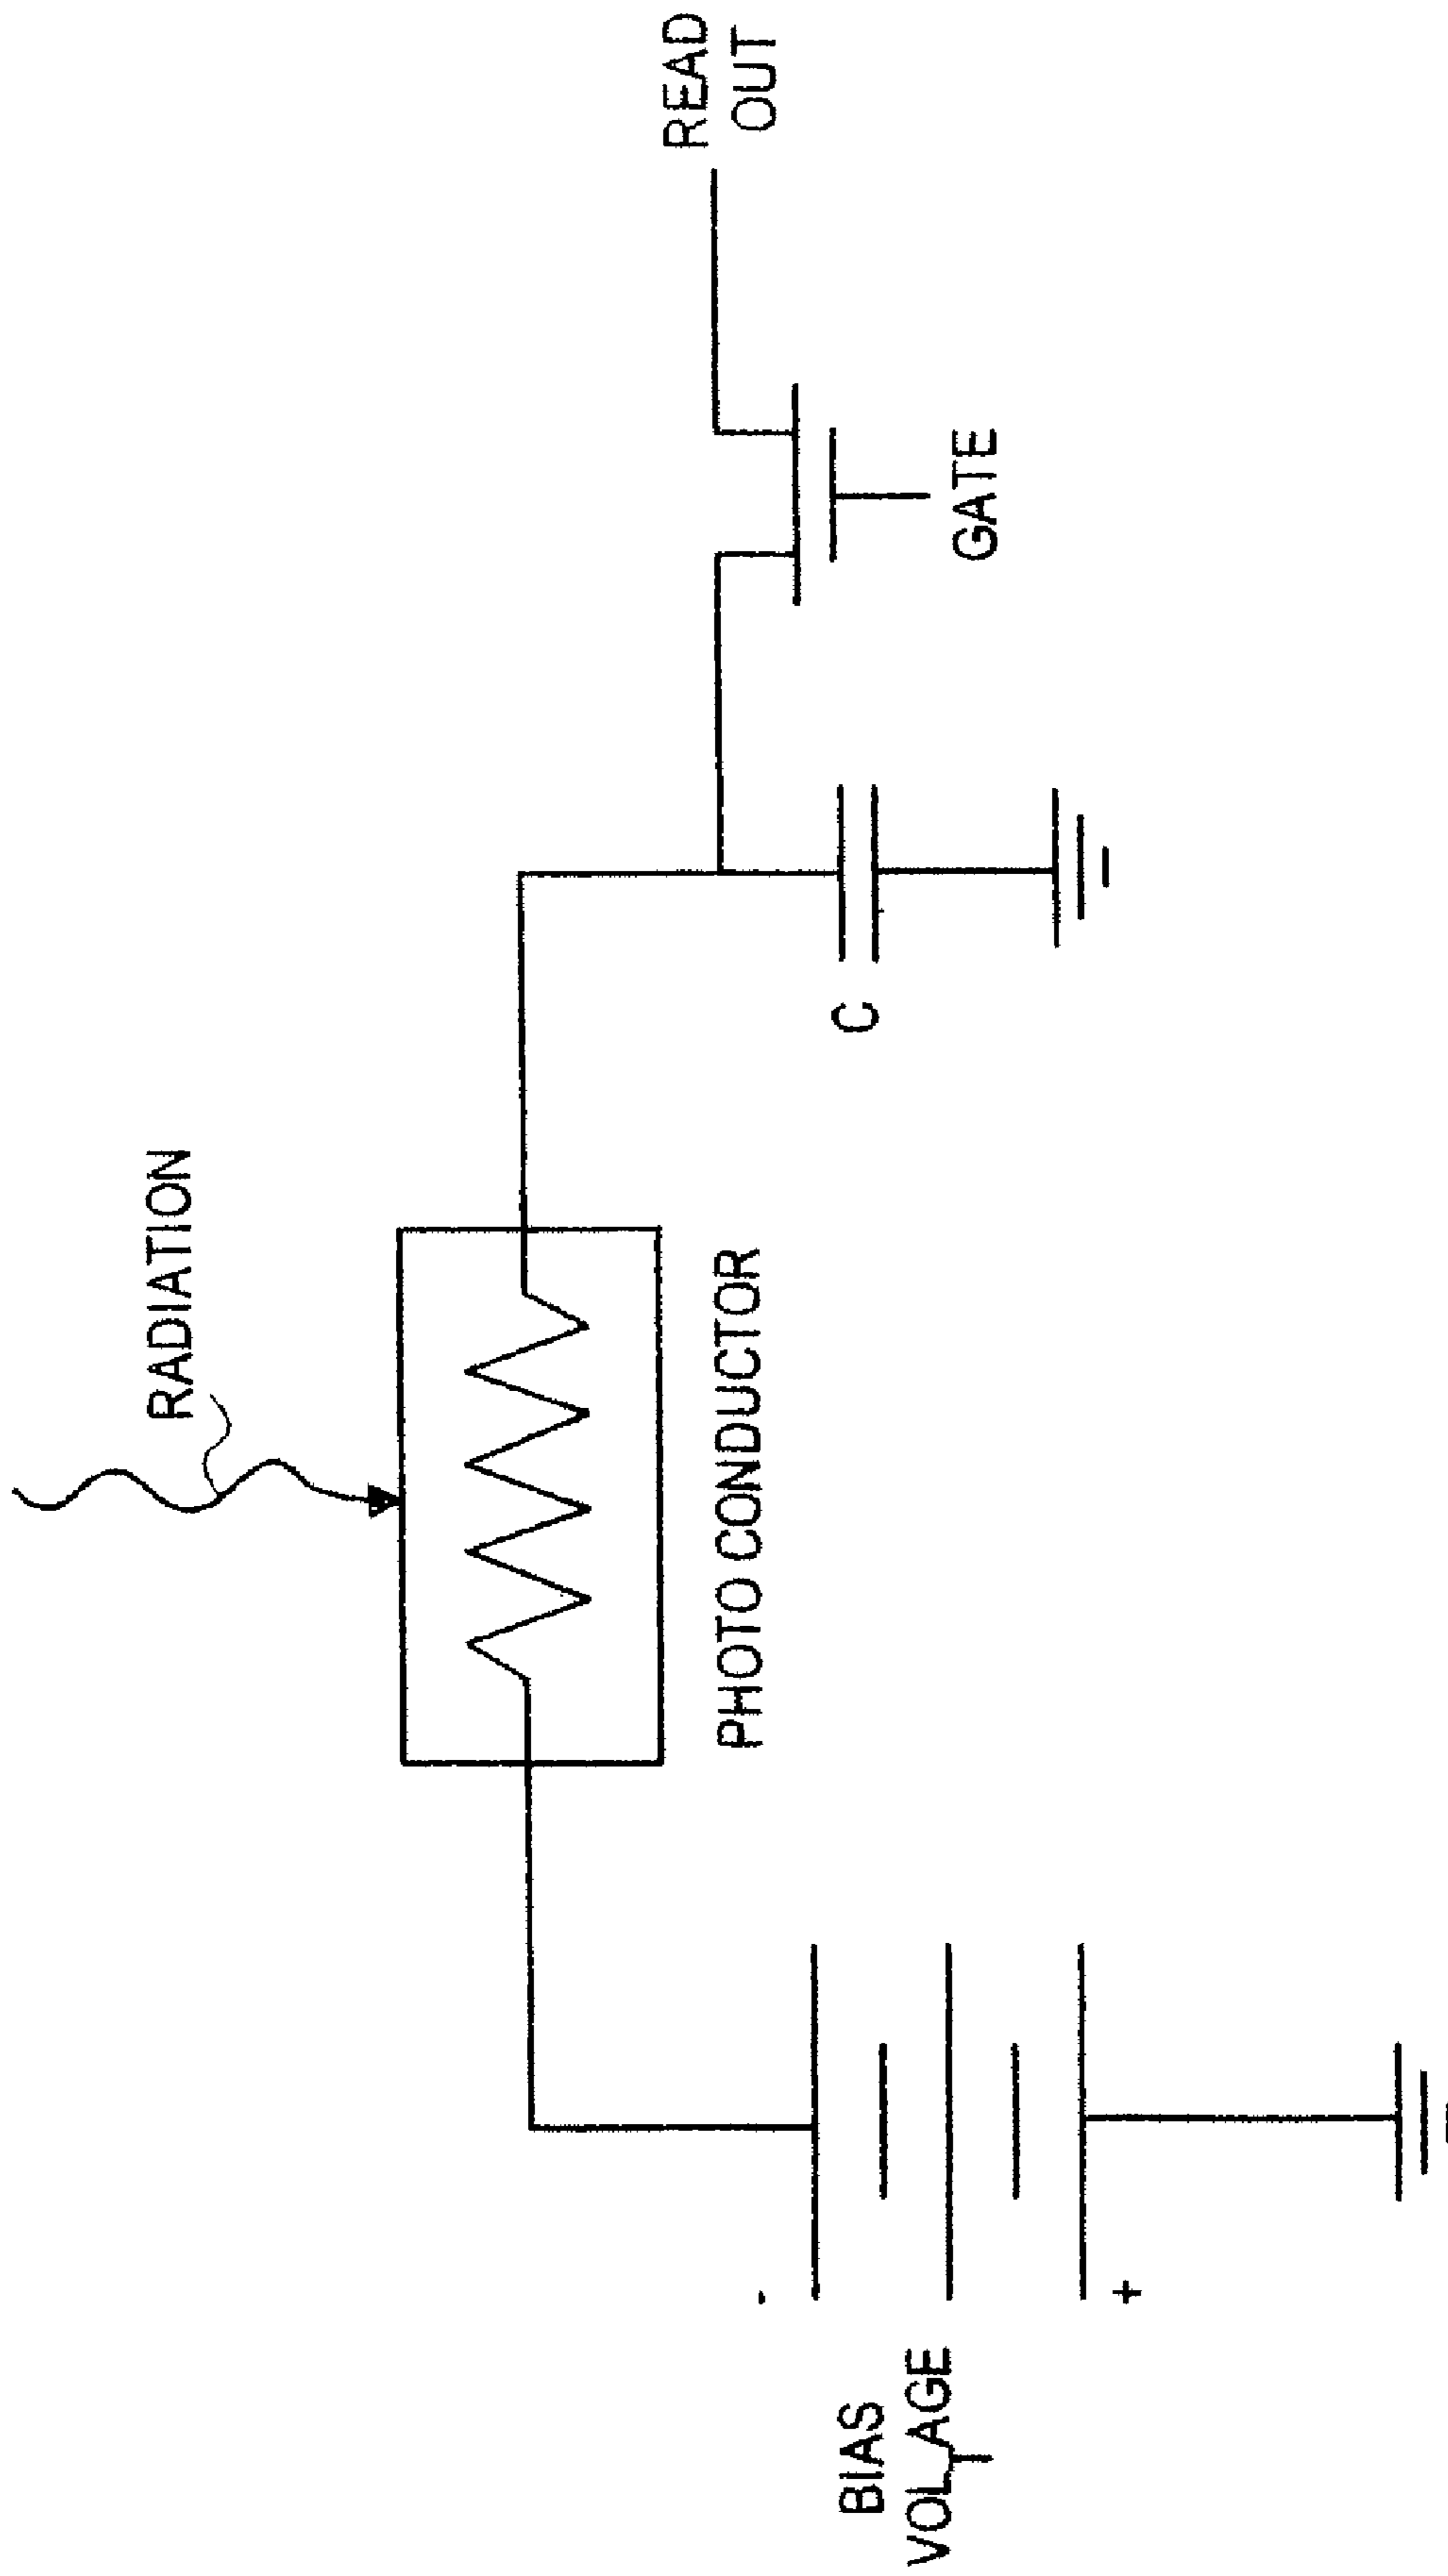 RADIATION
READ
OUT
PHOTO CONDUCTOR
-
BIAS
VOLTAGE
+
C
GATE